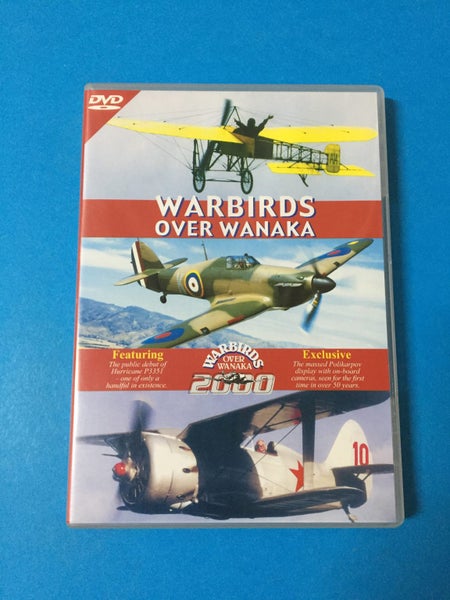 DVD
WARBIRDS
OVER WANAKA
Featuring
The public debut of
Hurricane P3351
– one of only a
handful in existence.
WARBIRDS
OVER
WANAKA
2000
Exclusive
The massed Polikarpov
display with on-board
cameras, seen for the first
time in over 50 years.
10